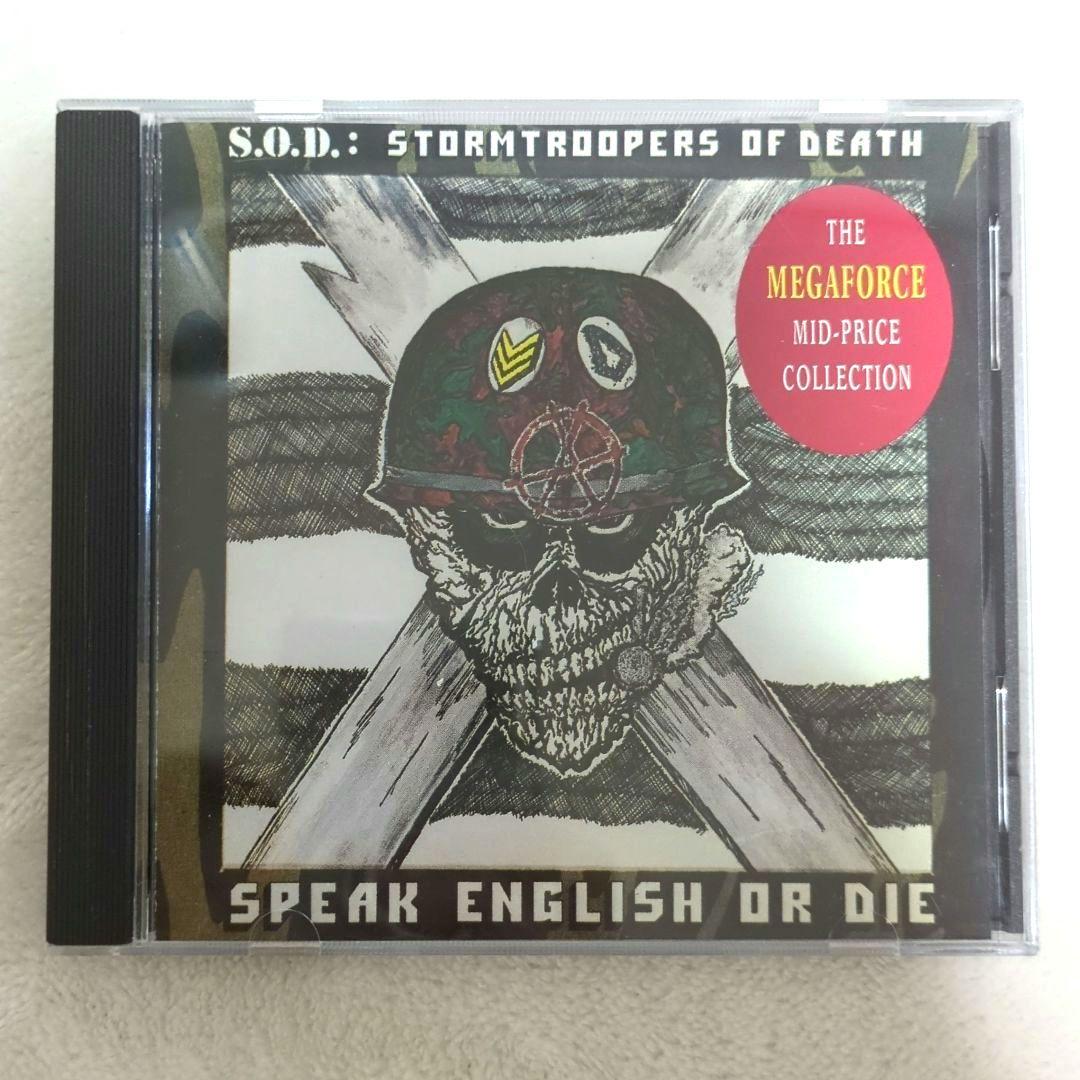 S.O.D.: STORMTROOPERS OF DEATH
THE
MEGAFORCE
MID-PRICE
COLLECTION
SPEAK ENGLISH OR DIE